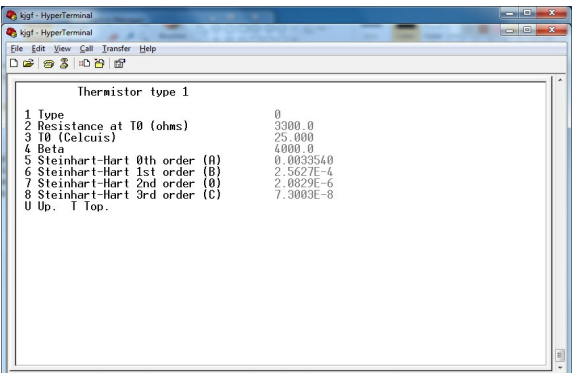 kjgf - HyperTerminal
kjgf - HyperTerminal
File Edit View Call Transfer Help
Thermistor type 1
1 Type 0
2 Resistance at T0 (ohms) 3300.0
3 T0 (Celcuis) 25.000
4 Beta 4000.0
5 Steinhart-Hart 0th order (A) 0.0033540
6 Steinhart-Hart 1st order (B) 2.5627E-4
7 Steinhart-Hart 2nd order (0) 2.0829E-6
8 Steinhart-Hart 3rd order (C) 7.3003E-8
U Up. T Top.